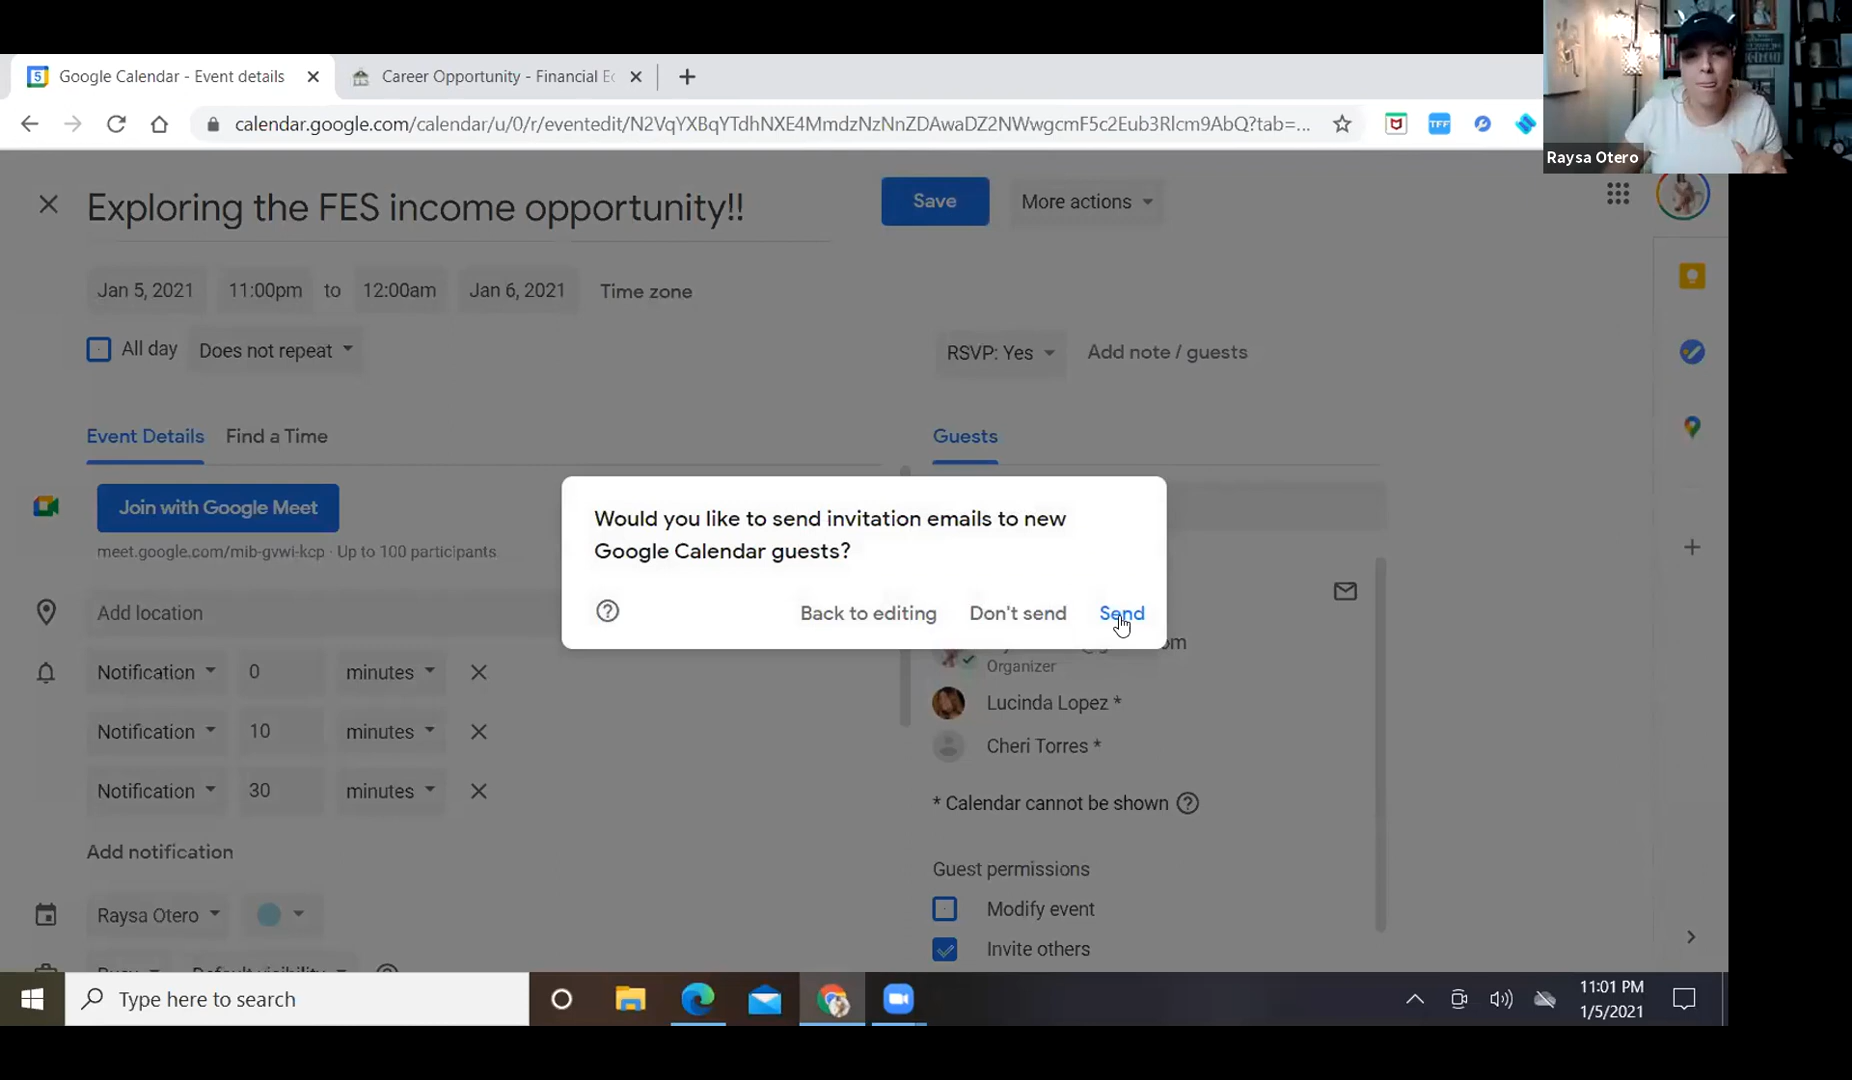 Google Calendar - Event details
Career Opportunity - Financial
calendar.google.com/calendar/u/0/r/eventedit/N2VqYXBqYTdhNXE4MmdzNzNnZDAwaDZ2NWwgcmF5c2Eub3Rlcm9AbQ?tab=...
TFF
Raysa Otero
Exploring the FES income opportunity!!
Save
More actions
Jan 5, 2021 11:00pm to 12:00am Jan 6, 2021 Time zone
All day Does not repeat
RSVP: Yes Add note / guests
Event Details Find a Time
Guests
Join with Google Meet
meet.google.com/mib-gvwi-kcp · Up to 100 participants
Would you like to send invitation emails to new
Google Calendar guests?
Back to editing Don't send Send
Add location
Organizer
Notification 0 minutes
Lucinda Lopez *
Notification 10 minutes
Cheri Torres *
Notification 30 minutes
* Calendar cannot be shown
Add notification
Guest permissions
Raysa Otero
Modify event
Invite others
Default visibility
Type here to search
11:01 PM
1/5/2021